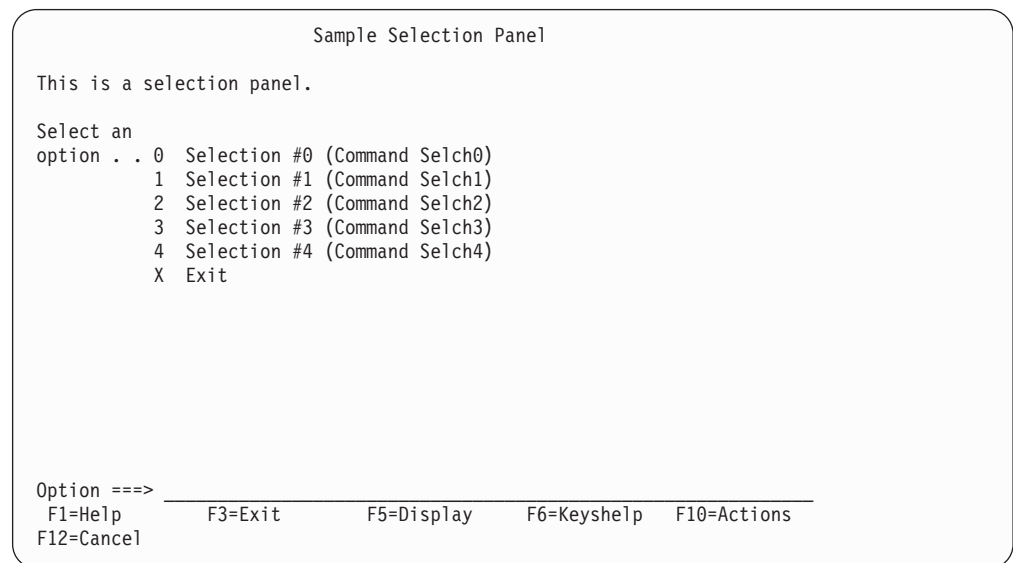 Sample Selection Panel
This is a selection panel.
Select an
option . . 0 Selection #0 (Command Selch0)
1 Selection #1 (Command Selch1)
2 Selection #2 (Command Selch2)
3 Selection #3 (Command Selch3)
4 Selection #4 (Command Selch4)
X Exit
Option ===> ______________________________________________________________
F1=Help F3=Exit F5=Display F6=Keyshelp F10=Actions
F12=Cancel